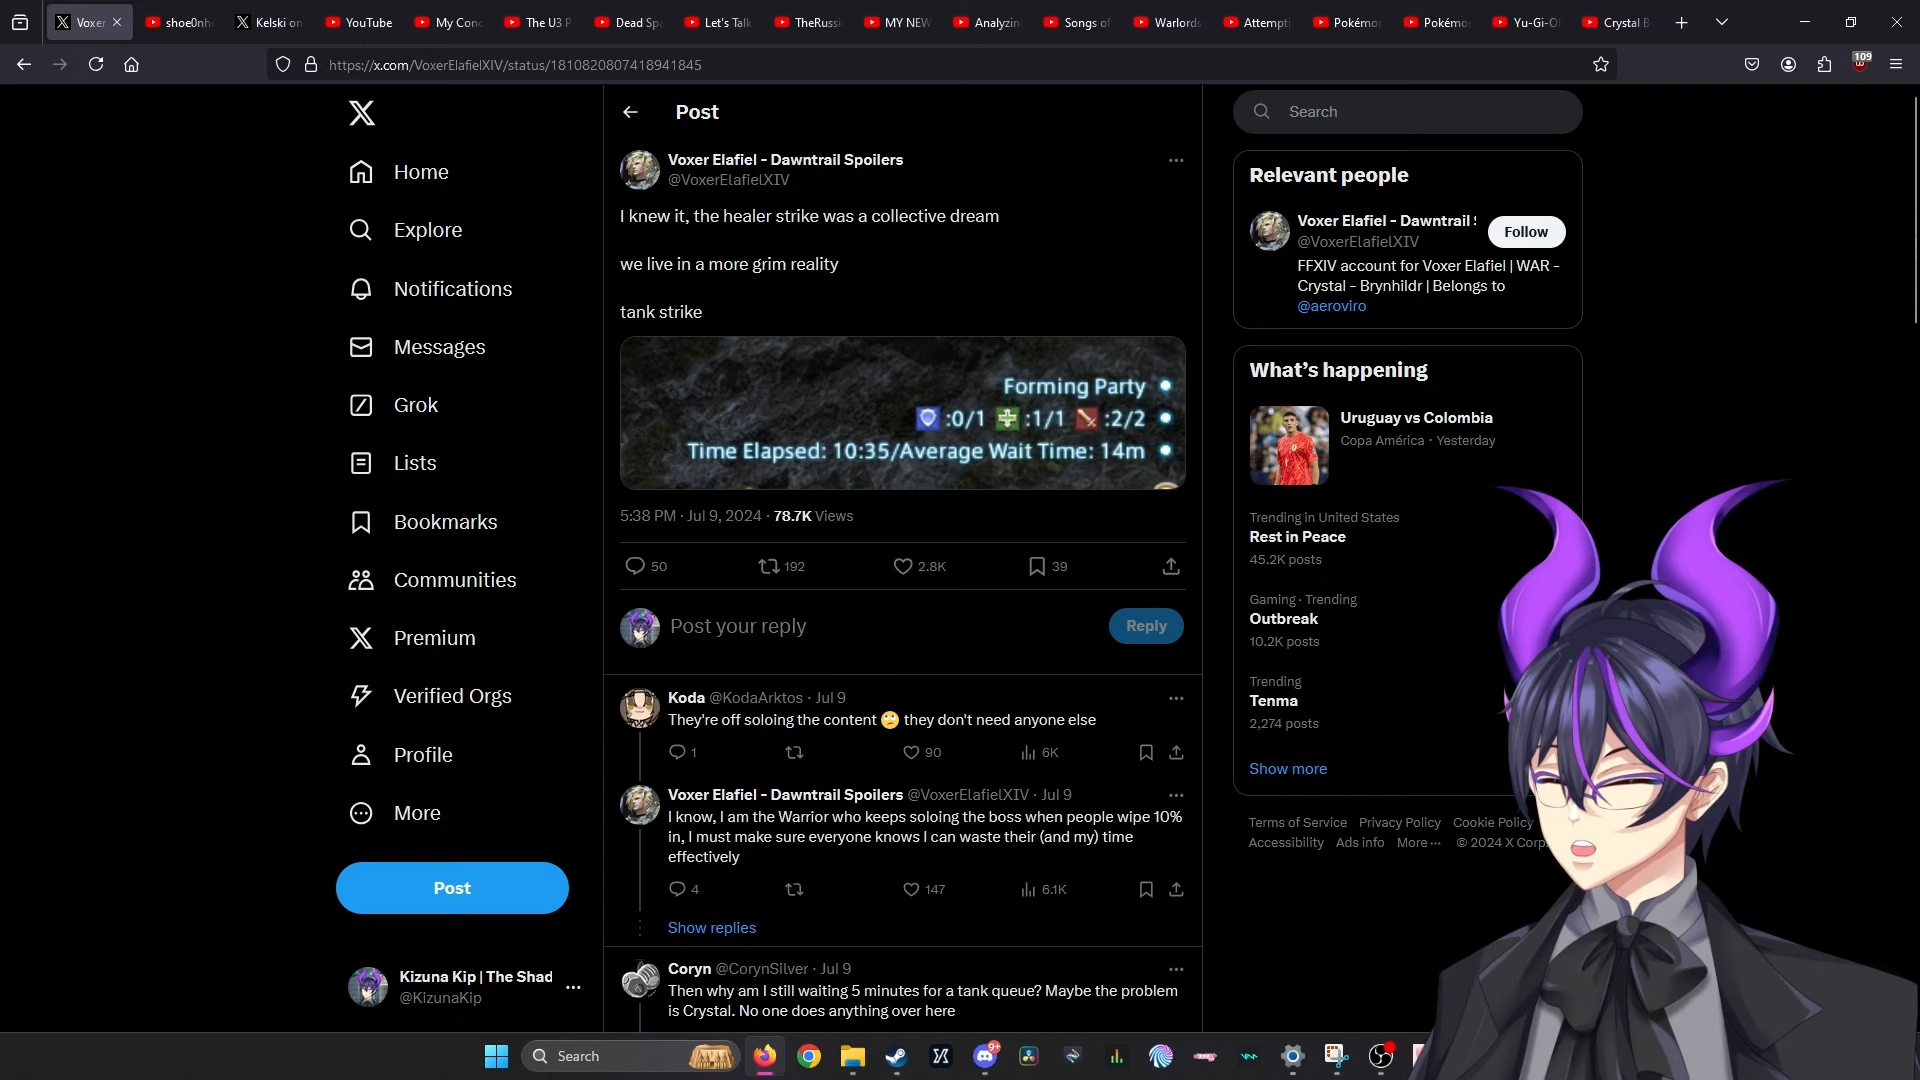 Voxer
shoe0nh
Kelski on
YouTube
My Conc
The U3 P
Dead Spa
Let's Talk
TheRussi
MY NEW
Analyzin
Songs of
Warlords
Attempti
Pokémo
Pokémo
Yu-Gi-O
Crystal B
https://x.com/VoxerElafielXIV/status/1810820807418941845
109
Home
Explore
Notifications
Messages
Grok
Lists
Bookmarks
Communities
Premium
Verified Orgs
Profile
More
Post
Kizuna Kip | The Shad
@KizunaKip
Post
Voxer Elafiel - Dawntrail Spoilers
@VoxerElafielXIV
I knew it, the healer strike was a collective dream
we live in a more grim reality
tank strike
Forming Party
:0/1 :1/1 :2/2
Time Elapsed: 10:35/Average Wait Time: 14m
5:38 PM · Jul 9, 2024 · 78.7K Views
50 192 2.8K 39
Post your reply
Reply
Koda @KodaArktos · Jul 9
They're off soloing the content 🙄 they don't need anyone else
1 90 6K
Voxer Elafiel - Dawntrail Spoilers @VoxerElafielXIV · Jul 9
I know, I am the Warrior who keeps soloing the boss when people wipe 10%
in, I must make sure everyone knows I can waste their (and my) time
effectively
4 147 6.1K
Show replies
Coryn @CorynSilver · Jul 9
Then why am I still waiting 5 minutes for a tank queue? Maybe the problem
is Crystal. No one does anything over here
Search
Relevant people
Voxer Elafiel - Dawntrail S
@VoxerElafielXIV
Follow
FFXIV account for Voxer Elafiel | WAR -
Crystal - Brynhildr | Belongs to
@aeroviro
What's happening
Uruguay vs Colombia
Copa América · Yesterday
Trending in United States
Rest in Peace
45.2K posts
Gaming · Trending
Outbreak
10.2K posts
Trending
Tenma
2,274 posts
Show more
Terms of Service Privacy Policy Cookie Policy
Accessibility Ads info More ··· © 2024 X Corp.
Search
9+